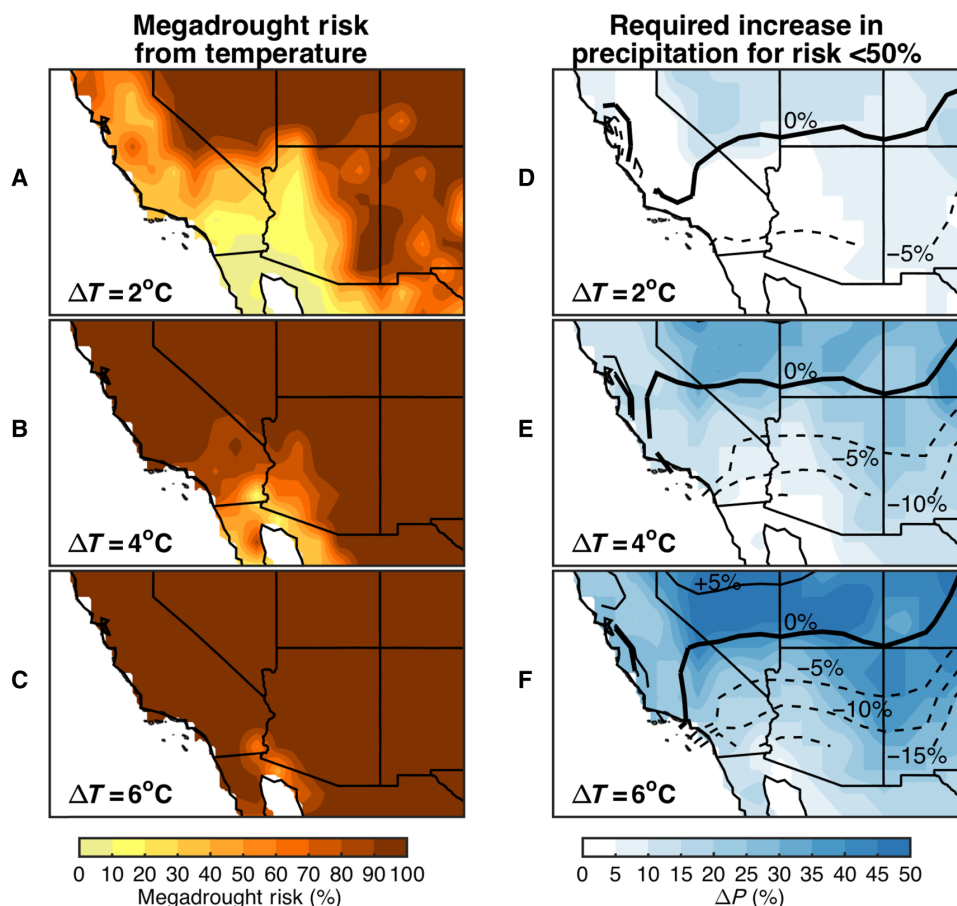 Megadrought risk
from temperature
Required increase in
precipitation for risk <50%
A
ΔT = 2°C
D
0%
−5%
ΔT = 2°C
B
ΔT = 4°C
E
0%
−5%
−10%
ΔT = 4°C
C
ΔT = 6°C
F
+5%
0%
−5%
−10%
−15%
ΔT = 6°C
0 10 20 30 40 50 60 70 80 90 100
Megadrought risk (%)
0 5 10 15 20 25 30 35 40 45 50
ΔP (%)